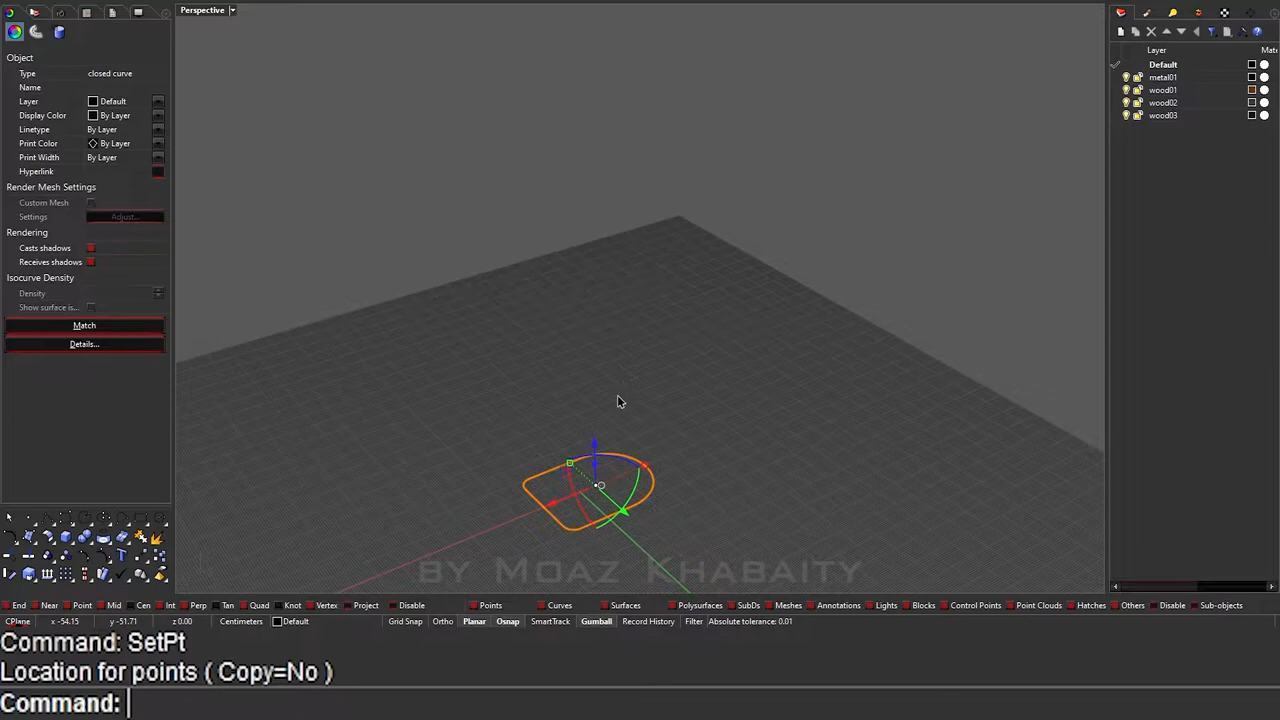 Perspective
Object
Type closed curve
Name
Layer Default
Display Color By Layer
Linetype By Layer
Print Color By Layer
Print Width By Layer
Hyperlink
Render Mesh Settings
Custom Mesh
Settings Adjust...
Rendering
Casts shadows
Receives shadows
Isocurve Density
Density
Show surface is...
Match
Details...
Layer Mate
Default
metal01
wood01
wood02
wood03
BY MOAZ KHABAITY
End Near Point Mid Cen Int Perp Tan Quad Knot Vertex Project Disable Points Curves Surfaces Polysurfaces SubDs Meshes Annotations Lights Blocks Control Points Point Clouds Hatches Others Disable Sub-objects
CPlane x -54.15 y -51.71 z 0.00 Centimeters Default Grid Snap Ortho Planar Osnap SmartTrack Gumball Record History Filter Absolute tolerance: 0.01
Command: SetPt
Location for points ( Copy=No )
Command: